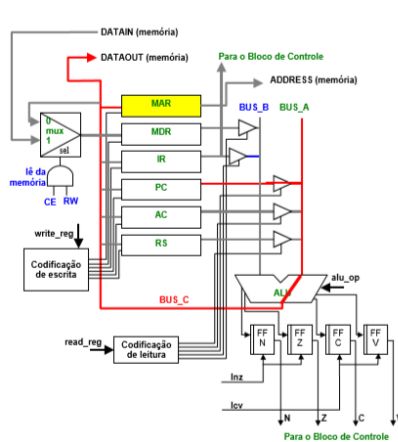 DATAIN (memória)
DATAOUT (memória)
Para o Bloco de Controle
ADDRESS (memória)
BUS_B
BUS_A
MAR
0
mux
1
sel
MDR
IR
lê da
memória
CE
RW
PC
AC
RS
write_reg
Codificação
de escrita
ALU
alu_op
BUS_C
read_reg
Codificação
de leitura
FF
N
FF
Z
FF
C
FF
V
lnz
lcv
N
Z
C
V
Para o Bloco de Controle